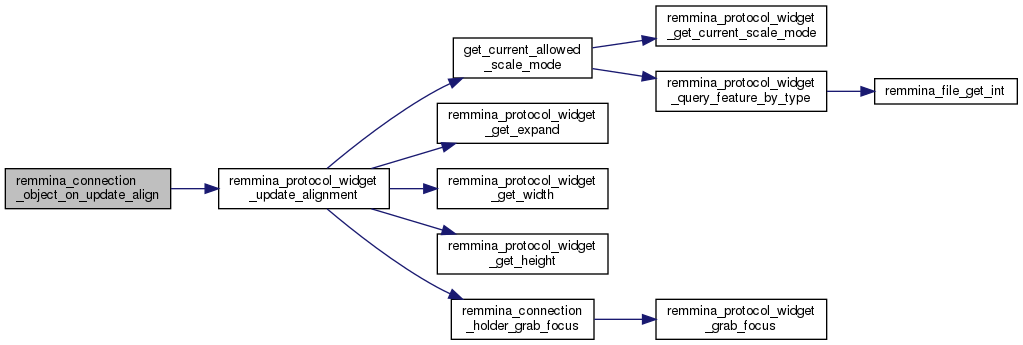 remmina_connection
_object_on_update_align
remmina_protocol_widget
_update_alignment
get_current_allowed
_scale_mode
remmina_protocol_widget
_get_current_scale_mode
remmina_protocol_widget
_query_feature_by_type
remmina_file_get_int
remmina_protocol_widget
_get_expand
remmina_protocol_widget
_get_width
remmina_protocol_widget
_get_height
remmina_connection
_holder_grab_focus
remmina_protocol_widget
_grab_focus